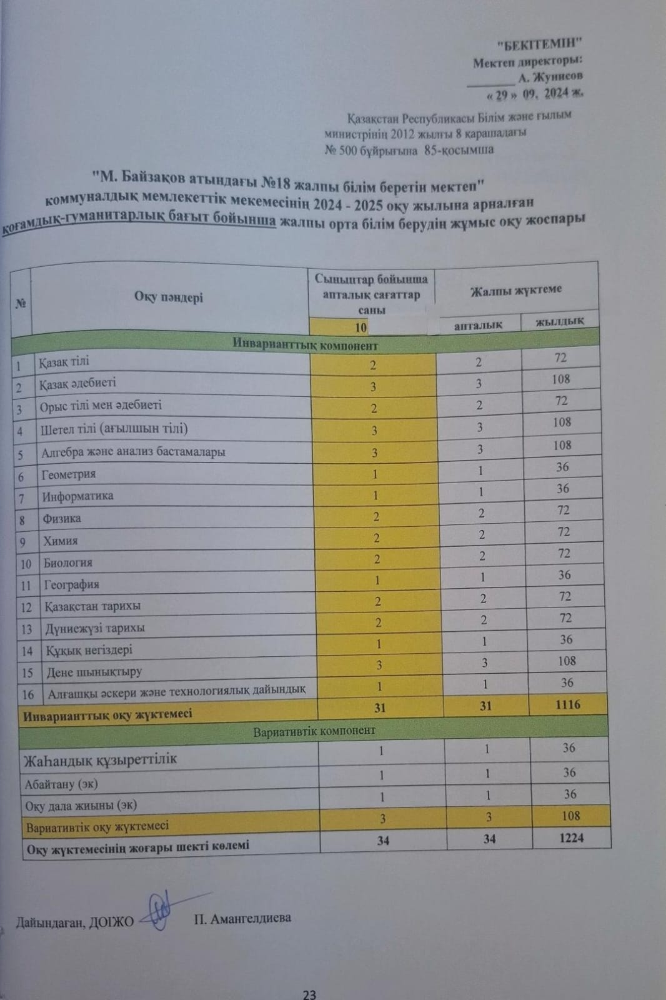 "БЕКІТЕМІН"
Мектеп директоры:
________ А. Жунисов
« 29 » 09. 2024 ж.
Қазақстан Республикасы Білім және ғылым
министрінің 2012 жылғы 8 қарашадағы
№ 500 бұйрығына 85-қосымша
"М. Байзақов атындағы №18 жалпы білім беретін мектеп"
коммуналдық мемлекеттік мекемесінің 2024 - 2025 оқу жылына арналған
қоғамдық-гуманитарлық бағыт бойынша жалпы орта білім берудің жұмыс оқу жоспары
№ Оқу пәндері Сыныптар бойынша апталық сағаттар саны Жалпы жүктеме
10 апталық жылдық
Инварианттық компонент
1 Қазақ тілі 2 2 72
2 Қазақ әдебиеті 3 3 108
3 Орыс тілі мен әдебиеті 2 2 72
4 Шетел тілі (ағылшын тілі) 3 3 108
5 Алгебра және анализ бастамалары 3 3 108
6 Геометрия 1 1 36
7 Информатика 1 1 36
8 Физика 2 2 72
9 Химия 2 2 72
10 Биология 2 2 72
11 География 1 1 36
12 Қазақстан тарихы 2 2 72
13 Дүниежүзі тарихы 2 2 72
14 Құқық негіздері 1 1 36
15 Дене шынықтыру 3 3 108
16 Алғашқы әскери және технологиялық дайындық 1 1 36
Инварианттық оқу жүктемесі 31 31 1116
Вариативтік компонент
Жаһандық құзыреттілік 1 1 36
Абайтану (эк) 1 1 36
Оқу дала жиыны (эк) 1 1 36
Вариативтік оқу жүктемесі 3 3 108
Оқу жүктемесінің жоғары шекті көлемі 34 34 1224
Дайындаған, ДОІЖО П. Амангелдиева
23